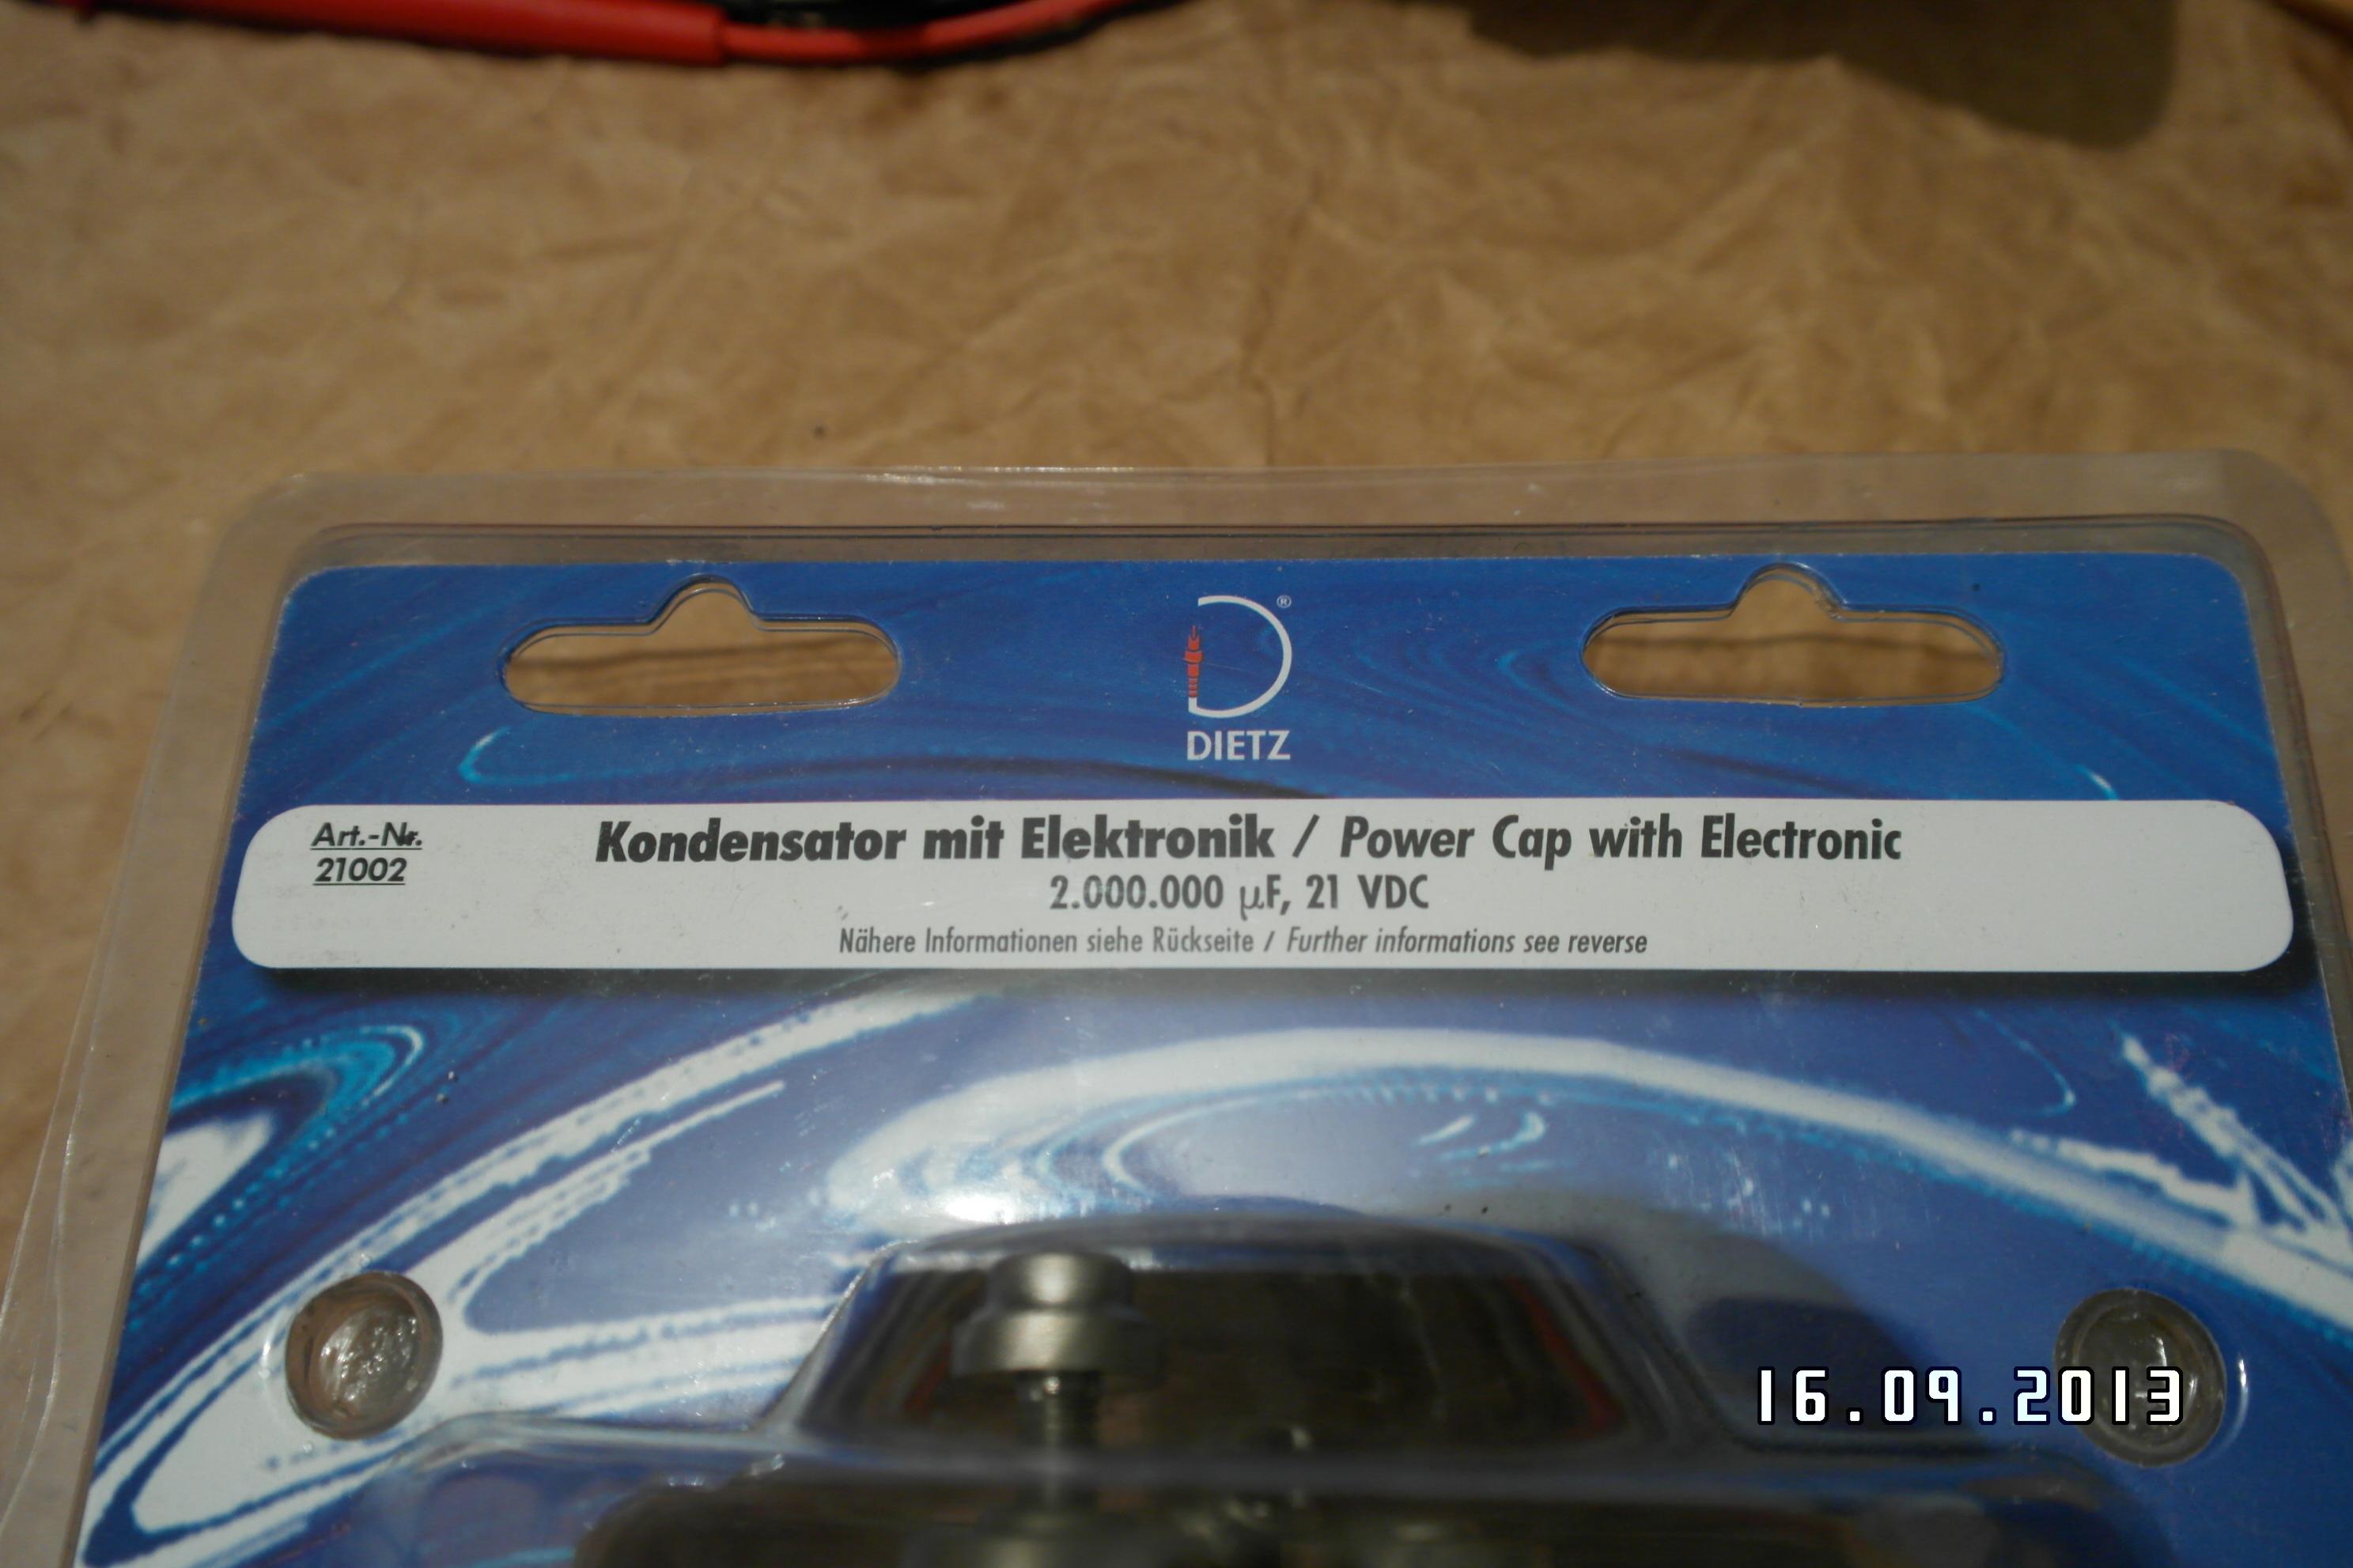 ®
DIETZ
Art.-Nr.
21002
Kondensator mit Elektronik / Power Cap with Electronic
2.000.000 µF, 21 VDC
Nähere Informationen siehe Rückseite / Further informations see reverse
16.09.2013